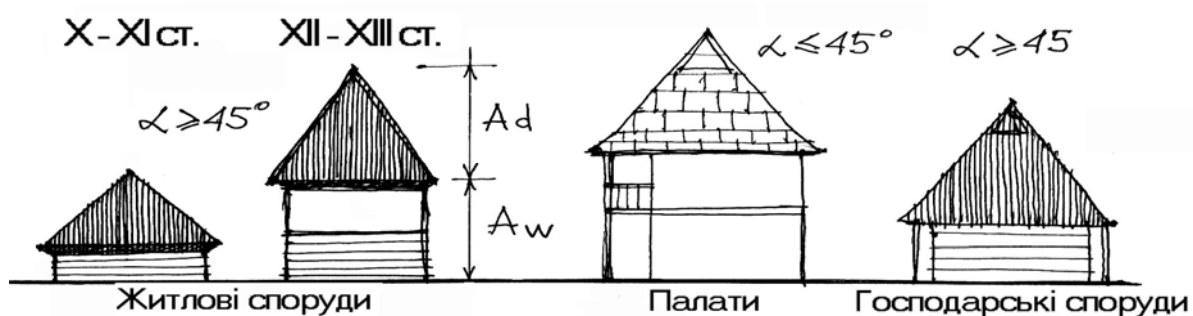 X - XI ст.
XII - XIII ст.
α ⩾ 45°
Ad
Aw
α ≤ 45°
α ⩾ 45
Житлові споруди
Палати
Господарські споруди